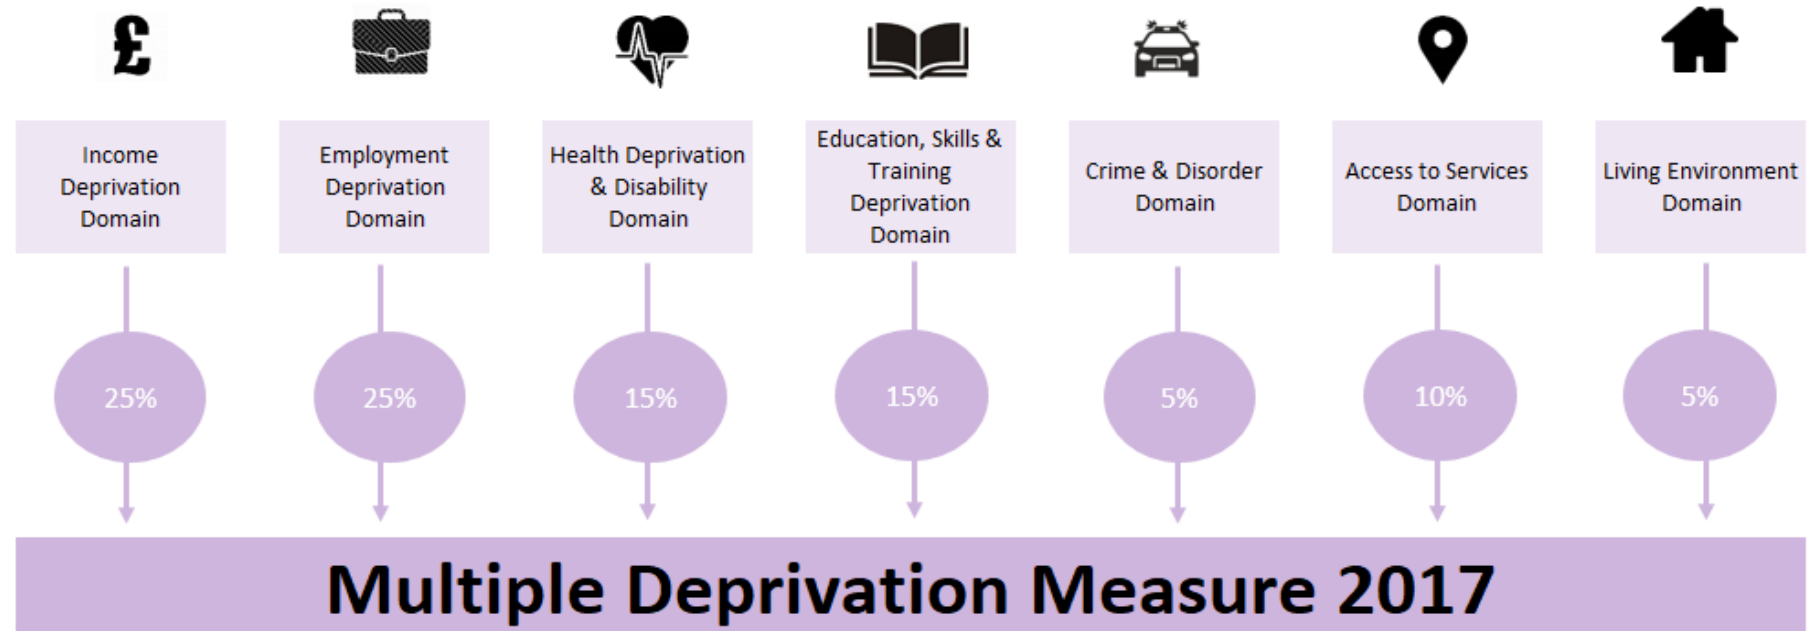 £
Income
Deprivation
Domain
Employment
Deprivation
Domain
Health Deprivation
& Disability
Domain
Education, Skills &
Training
Deprivation
Domain
Crime & Disorder
Domain
Access to Services
Domain
Living Environment
Domain
25%
25%
15%
15%
5%
10%
5%
Multiple Deprivation Measure 2017